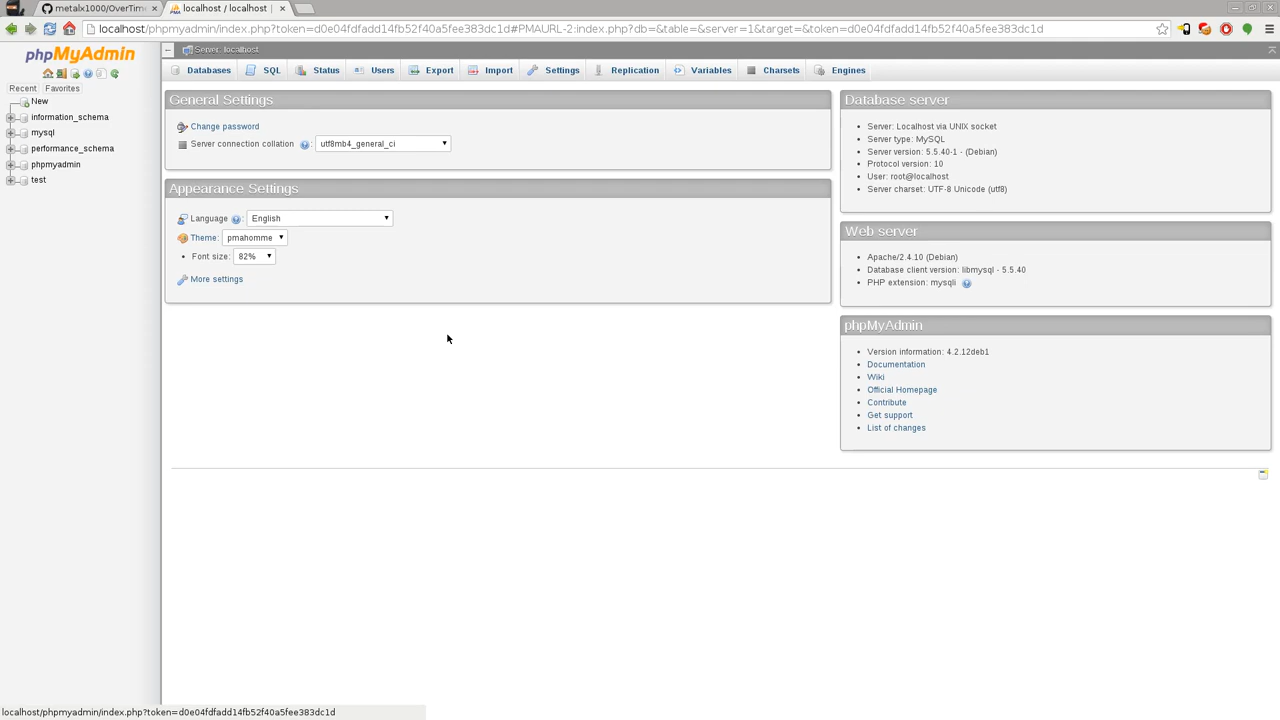 metalx1000/OverTime
localhost / localhost
localhost/phpmyadmin/index.php?token=d0e04fdfadd14fb52f40a5fee383dc1d#PMAURL-2:index.php?db=&table=&server=1&target=&token=d0e04fdfadd14fb52f40a5fee383dc1d
phpMyAdmin
Recent Favorites
New
information_schema
mysql
performance_schema
phpmyadmin
test
Server: localhost
Databases SQL Status Users Export Import Settings Replication Variables Charsets Engines
General Settings
Change password
Server connection collation : utf8mb4_general_ci
Appearance Settings
Language : English
Theme: pmahomme
Font size: 82%
More settings
Database server
Server: Localhost via UNIX socket
Server type: MySQL
Server version: 5.5.40-1 - (Debian)
Protocol version: 10
User: root@localhost
Server charset: UTF-8 Unicode (utf8)
Web server
Apache/2.4.10 (Debian)
Database client version: libmysql - 5.5.40
PHP extension: mysqli
phpMyAdmin
Version information: 4.2.12deb1
Documentation
Wiki
Official Homepage
Contribute
Get support
List of changes
localhost/phpmyadmin/index.php?token=d0e04fdfadd14fb52f40a5fee383dc1d